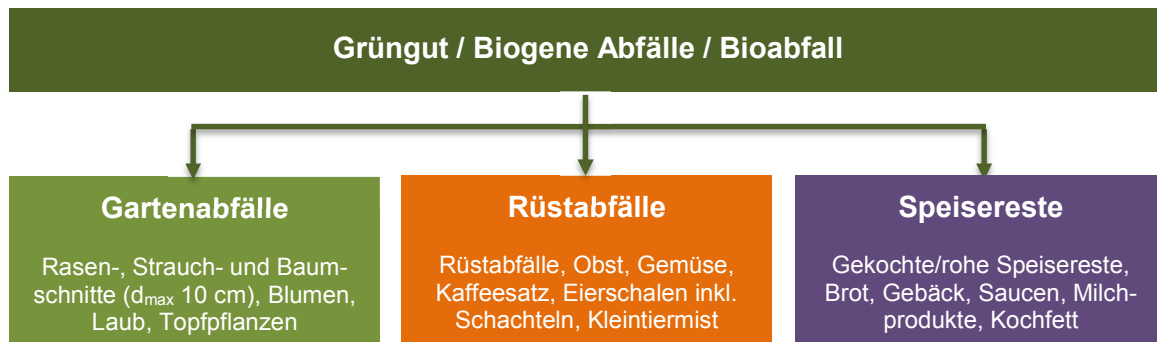 Grüngut / Biogene Abfälle / Bioabfall
Gartenabfälle
Rasen-, Strauch- und Baum-
schnitte (dmax 10 cm), Blumen,
Laub, Topfpflanzen
Rüstabfälle
Rüstabfälle, Obst, Gemüse,
Kaffeesatz, Eierschalen inkl.
Schachteln, Kleintiermist
Speisereste
Gekochte/rohe Speisereste,
Brot, Gebäck, Saucen, Milch-
produkte, Kochfett